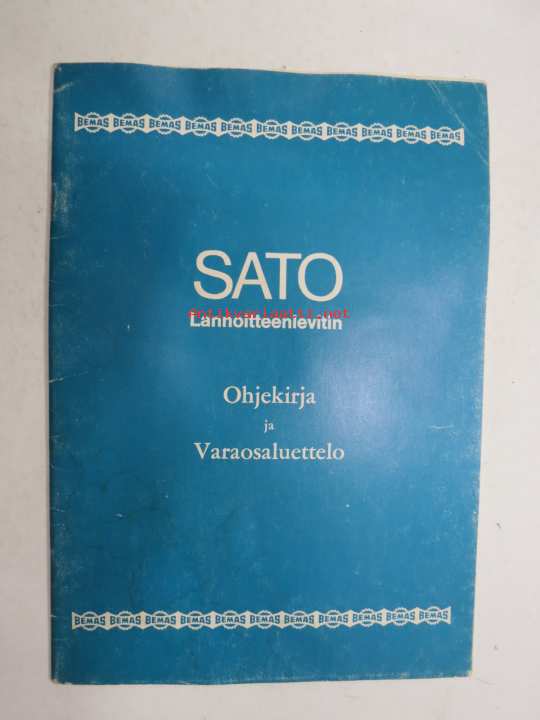 BEMAS BEMAS BEMAS BEMAS BEMAS BEMAS BEMAS BEMAS BEMAS BEMAS BEMAS
SATO
antikvariaatti.net
Lannoitteenlevitin
Ohjekirja
ja
Varaosaluettelo
BEMAS BEMAS BEMAS BEMAS BEMAS BEMAS BEMAS BEMAS BEMAS BEMAS BEMAS